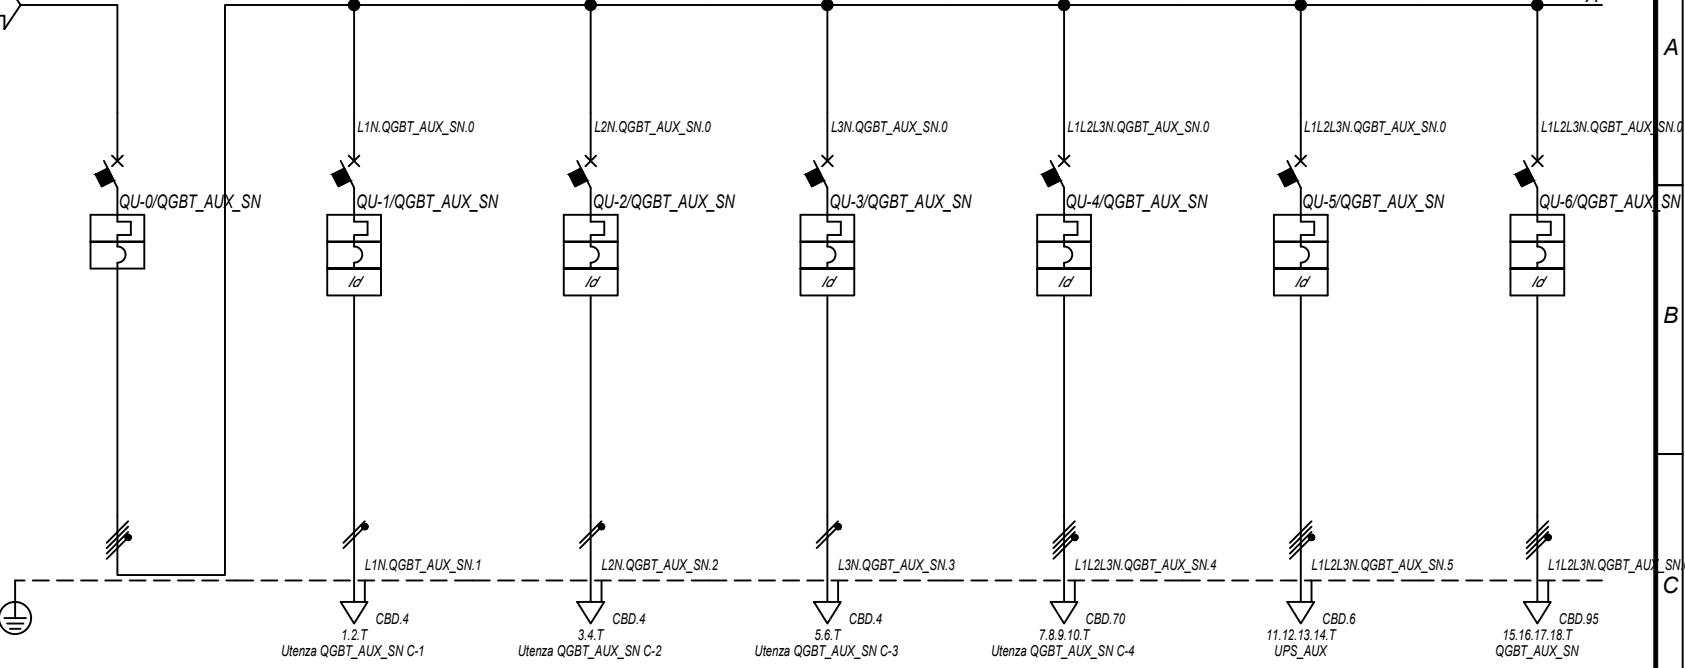 A
L1N.QGBT_AUX_SN.0
L2N.QGBT_AUX_SN.0
L3N.QGBT_AUX_SN.0
L1L2L3N.QGBT_AUX_SN.0
L1L2L3N.QGBT_AUX_SN.0
L1L2L3N.QGBT_AUX_SN.0
QU-0/QGBT_AUX_SN
QU-1/QGBT_AUX_SN
QU-2/QGBT_AUX_SN
QU-3/QGBT_AUX_SN
QU-4/QGBT_AUX_SN
QU-5/QGBT_AUX_SN
QU-6/QGBT_AUX_SN
Id
Id
Id
Id
Id
Id
B
L1N.QGBT_AUX_SN.1
L2N.QGBT_AUX_SN.2
L3N.QGBT_AUX_SN.3
L1L2L3N.QGBT_AUX_SN.4
L1L2L3N.QGBT_AUX_SN.5
L1L2L3N.QGBT_AUX_SN
C
CBD.4
CBD.4
CBD.4
CBD.70
CBD.6
CBD.95
1.2.T
3.4.T
5.6.T
7.8.9.10.T
11.12.13.14.T
15.16.17.18.T
Utenza QGBT_AUX_SN C-1
Utenza QGBT_AUX_SN C-2
Utenza QGBT_AUX_SN C-3
Utenza QGBT_AUX_SN C-4
UPS_AUX
QGBT_AUX_SN